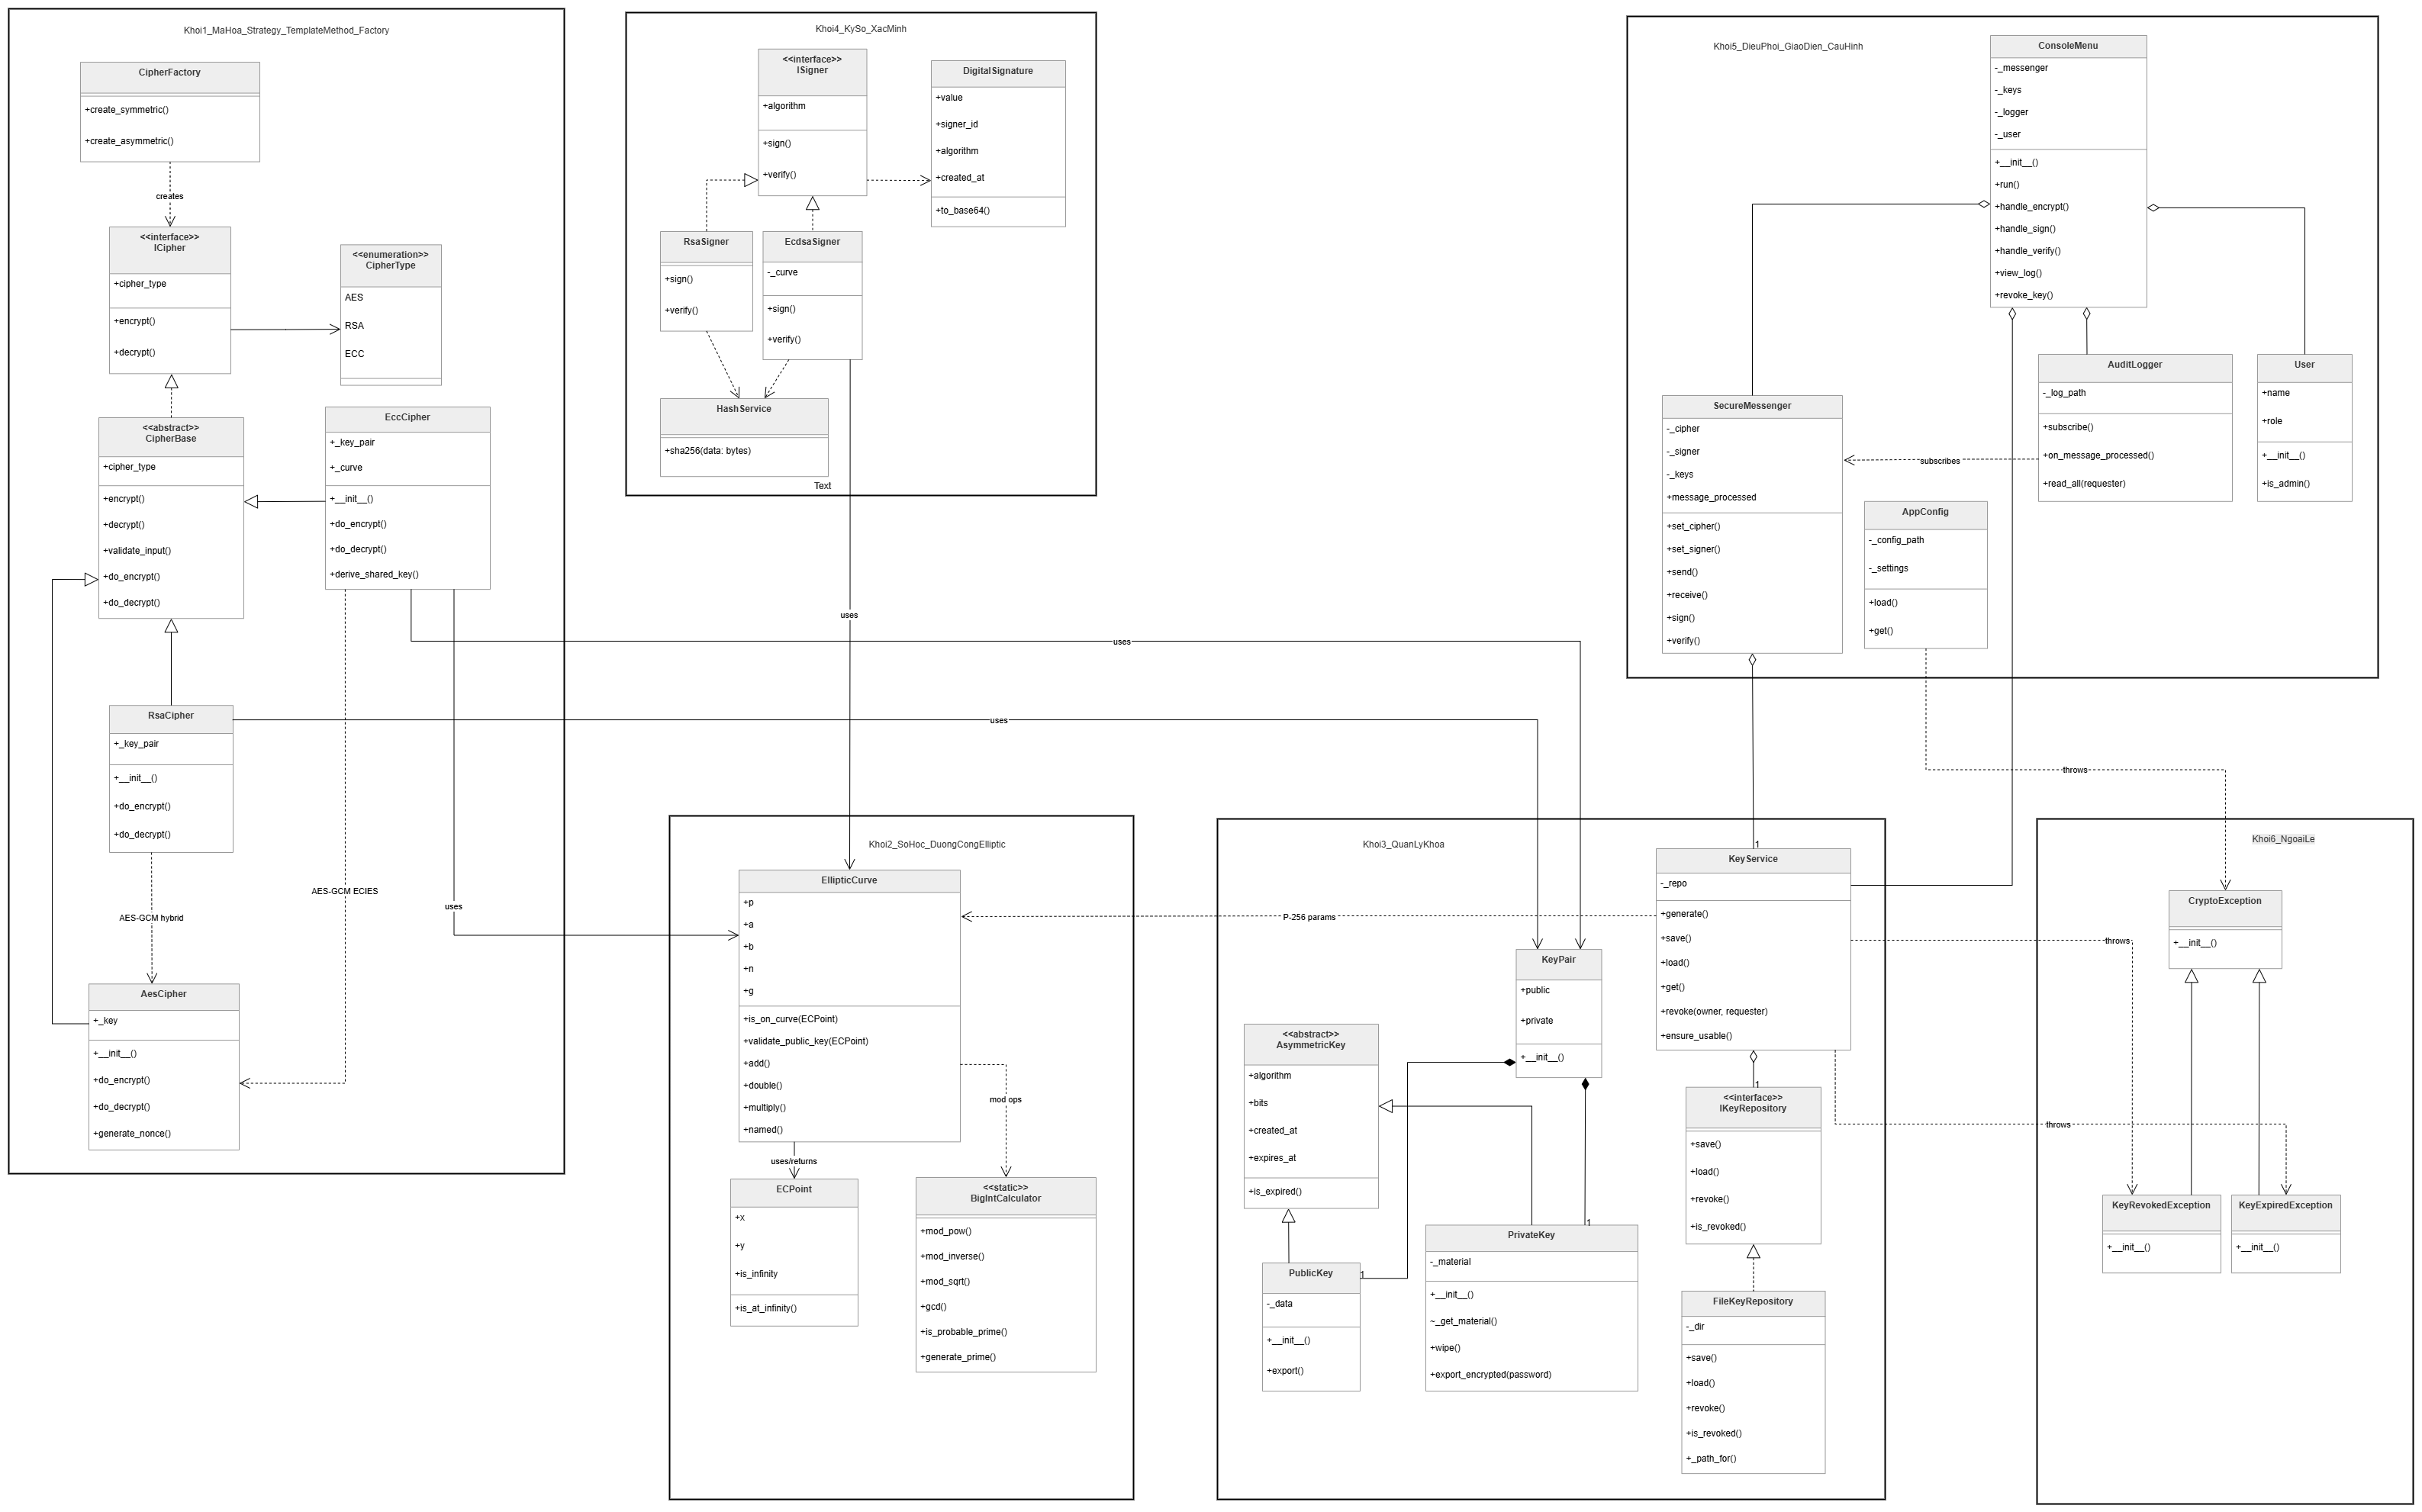 Khoi1_MaHoa_Strategy_TemplateMethod_Factory
CipherFactory
+create_symmetric()
+create_asymmetric()
creates
<<interface>>
ICipher
+cipher_type
+encrypt()
+decrypt()
<<enumeration>>
CipherType
AES
RSA
ECC
<<abstract>>
CipherBase
+cipher_type
+encrypt()
+decrypt()
+validate_input()
+do_encrypt()
+do_decrypt()
EccCipher
+_key_pair
+_curve
+__init__()
+do_encrypt()
+do_decrypt()
+derive_shared_key()
RsaCipher
+_key_pair
+__init__()
+do_encrypt()
+do_decrypt()
AES-GCM hybrid
AES-GCM ECIES
uses
AesCipher
+_key
+__init__()
+do_encrypt()
+do_decrypt()
+generate_nonce()
Khoi4_KySo_XacMinh
<<interface>>
ISigner
+algorithm
+sign()
+verify()
DigitalSignature
+value
+signer_id
+algorithm
+created_at
+to_base64()
RsaSigner
+sign()
+verify()
EcdsaSigner
-_curve
+sign()
+verify()
HashService
+sha256(data: bytes)
Text
uses
uses
uses
Khoi5_DieuPhoi_GiaoDien_CauHinh
ConsoleMenu
-_messenger
-_keys
-_logger
-_user
+__init__()
+run()
+handle_encrypt()
+handle_sign()
+handle_verify()
+view_log()
+revoke_key()
SecureMessenger
-_cipher
-_signer
-_keys
+message_processed
+set_cipher()
+set_signer()
+send()
+receive()
+sign()
+verify()
subscribes
AuditLogger
-_log_path
+subscribe()
+on_message_processed()
+read_all(requester)
User
+name
+role
+__init__()
+is_admin()
AppConfig
-_config_path
-_settings
+load()
+get()
throws
Khoi2_SoHoc_DuongCongElliptic
EllipticCurve
+p
+a
+b
+n
+g
+is_on_curve(ECPoint)
+validate_public_key(ECPoint)
+add()
+double()
+multiply()
+named()
uses/returns
mod ops
ECPoint
+x
+y
+is_infinity
+is_at_infinity()
<<static>>
BigIntCalculator
+mod_pow()
+mod_inverse()
+mod_sqrt()
+gcd()
+is_probable_prime()
+generate_prime()
Khoi3_QuanLyKhoa
1
KeyService
-_repo
+generate()
+save()
+load()
+get()
+revoke(owner, requester)
+ensure_usable()
P-256 params
KeyPair
+public
+private
+__init__()
<<abstract>>
AsymmetricKey
+algorithm
+bits
+created_at
+expires_at
+is_expired()
1
<<interface>>
IKeyRepository
+save()
+load()
+revoke()
+is_revoked()
1
PrivateKey
-_material
+__init__()
~_get_material()
+wipe()
+export_encrypted(password)
1
PublicKey
-_data
+__init__()
+export()
FileKeyRepository
-_dir
+save()
+load()
+revoke()
+is_revoked()
+_path_for()
throws
throws
Khoi6_NgoaiLe
CryptoException
+__init__()
KeyRevokedException
+__init__()
KeyExpiredException
+__init__()